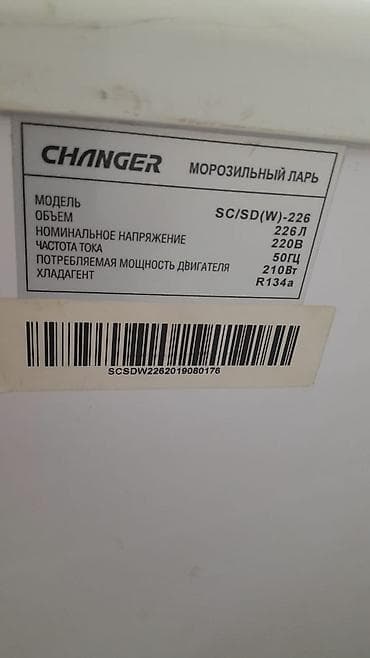 CHANGER МОРОЗИЛЬНЫЙ ЛАРЬ
МОДЕЛЬ SC/SD(W)-226
ОБЪЕМ 226Л
НОМИНАЛЬНОЕ НАПРЯЖЕНИЕ 220В
ЧАСТОТА ТОКА 50ГЦ
ПОТРЕБЛЯЕМАЯ МОЩНОСТЬ ДВИГАТЕЛЯ 210Вт
ХЛАДАГЕНТ R134a
SCSDW2262019080176